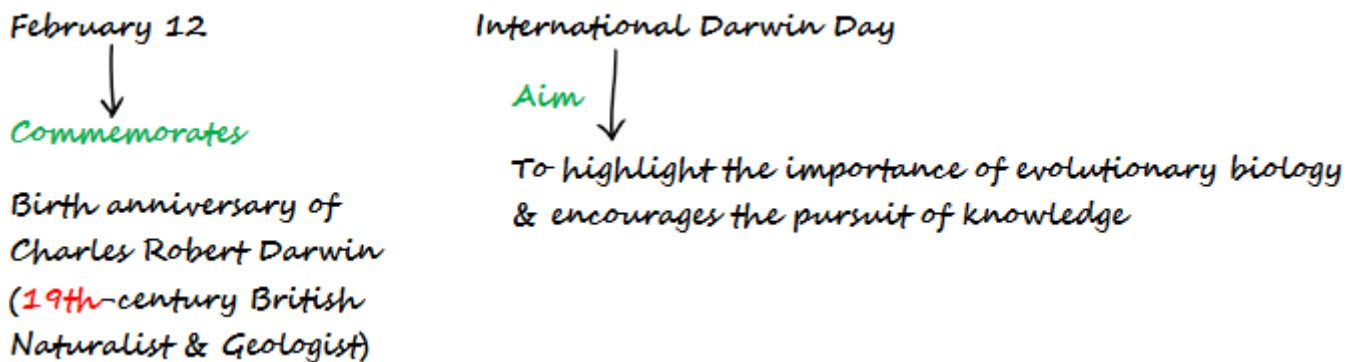 February 12
Commemorates
Birth anniversary of
Charles Robert Darwin
(19th-century British
Naturalist & Geologist)
International Darwin Day
Aim
To highlight the importance of evolutionary biology
& encourages the pursuit of knowledge